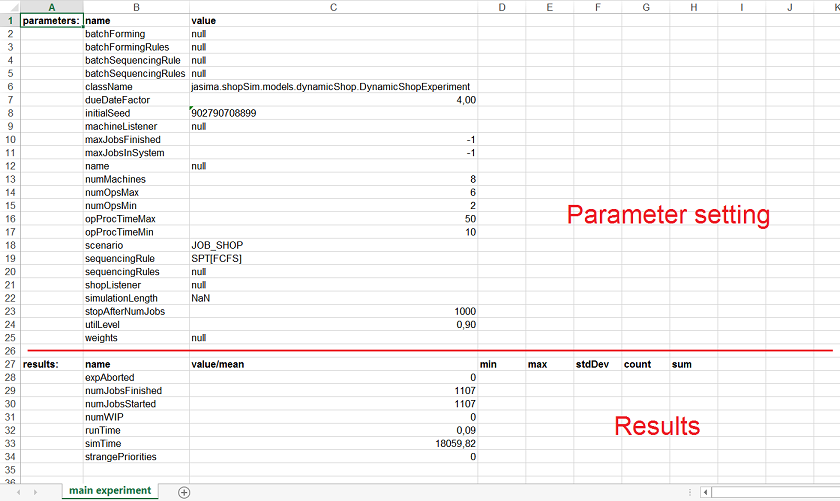 A B C D E F G H I J K
1 parameters: name value
2 batchForming null
3 batchFormingRules null
4 batchSequencingRule null
5 batchSequencingRules null
6 className jasima.shopSim.models.dynamicShop.DynamicShopExperiment
7 dueDateFactor 4,00
8 initialSeed 902790708899
9 machineListener null
10 maxJobsFinished -1
11 maxJobsInSystem -1
12 name null
13 numMachines 8
14 numOpsMax 6
15 numOpsMin 2
16 opProcTimeMax 50 Parameter setting
17 opProcTimeMin 10
18 scenario JOB_SHOP
19 sequencingRule SPT[FCFS]
20 sequencingRules null
21 shopListener null
22 simulationLength NaN
23 stopAfterNumJobs 1000
24 utilLevel 0,90
25 weights null
26
27 results: name value/mean min max stdDev count sum
28 expAborted 0
29 numJobsFinished 1107
30 numJobsStarted 1107
31 numWIP 0
32 runTime 0,09 Results
33 simTime 18059,82
34 strangePriorities 0
35
36
main experiment